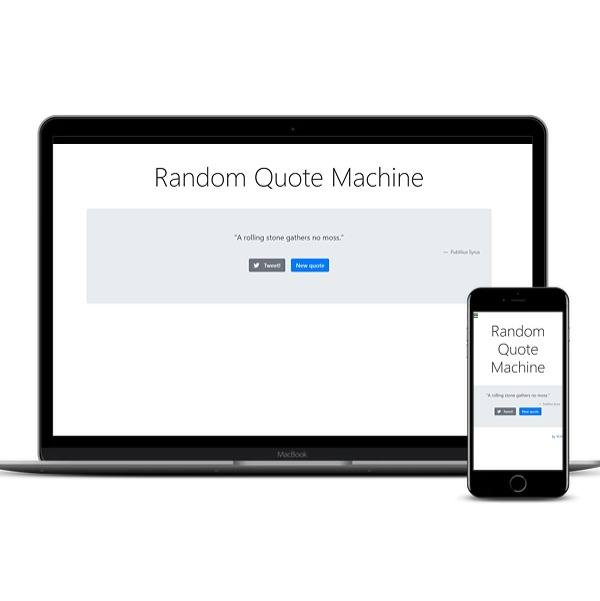 Random Quote Machine
"A rolling stone gathers no moss."
— Publilius Syrus
Tweet!
New quote
MacBook
Random
Quote
Machine
"A rolling stone gathers no moss."
— Publilius Syrus
Tweet!
New quote
by